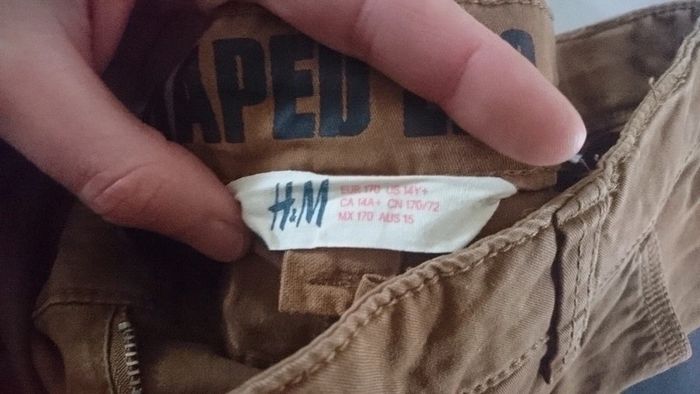 APED
H&M
EUR 170 US 14Y+
CA 14A+ CN 170/72
MX 170 AUS 15